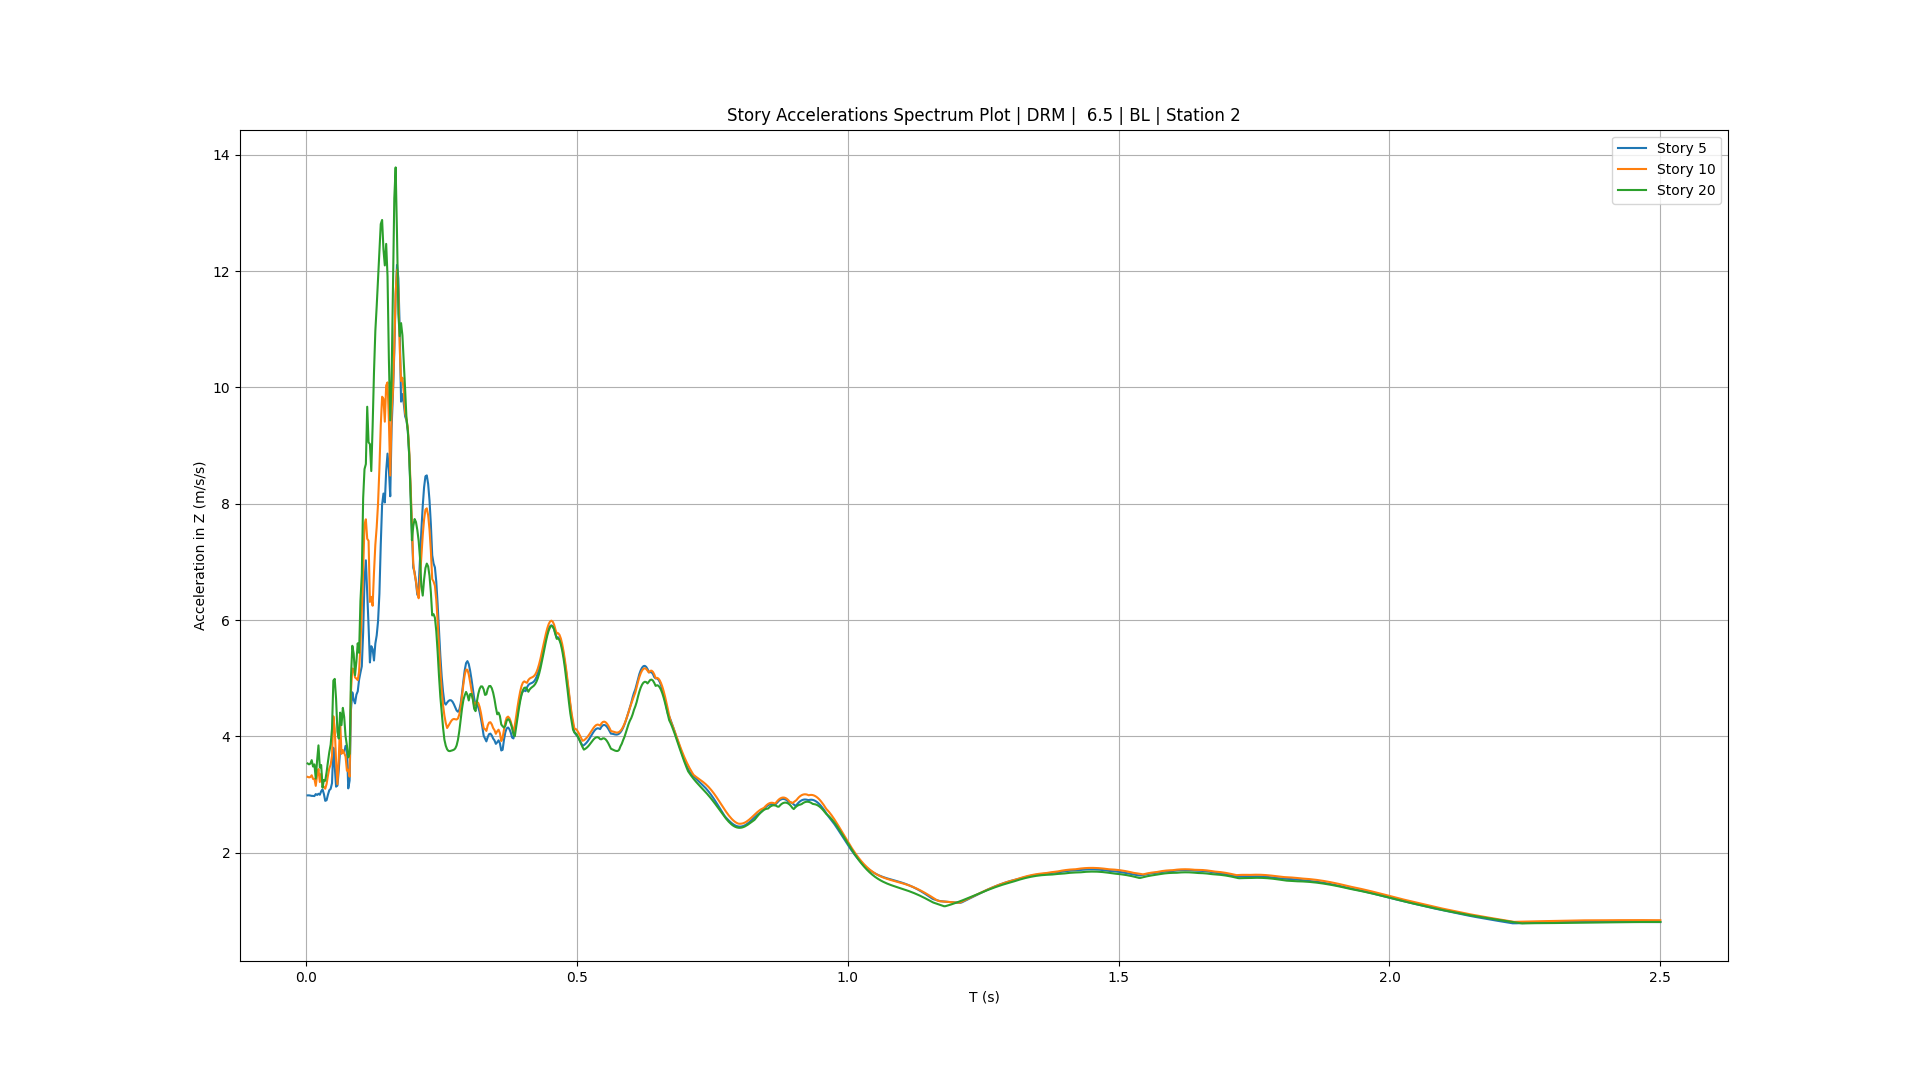 Story Accelerations Spectrum Plot | DRM |  6.5 | BL | Station 2
Story 5
Story 10
Story 20
Acceleration in Z (m/s/s)
14
12
10
8
6
4
2
0.0 0.5 1.0 1.5 2.0 2.5
T (s)